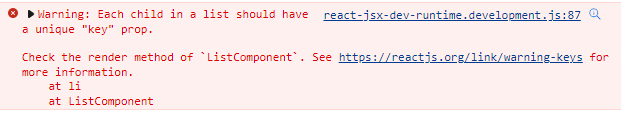 Warning: Each child in a list should have a unique "key" prop. react-jsx-dev-runtime.development.js:87
Check the render method of `ListComponent`. See https://reactjs.org/link/warning-keys for
more information.
at li
at ListComponent